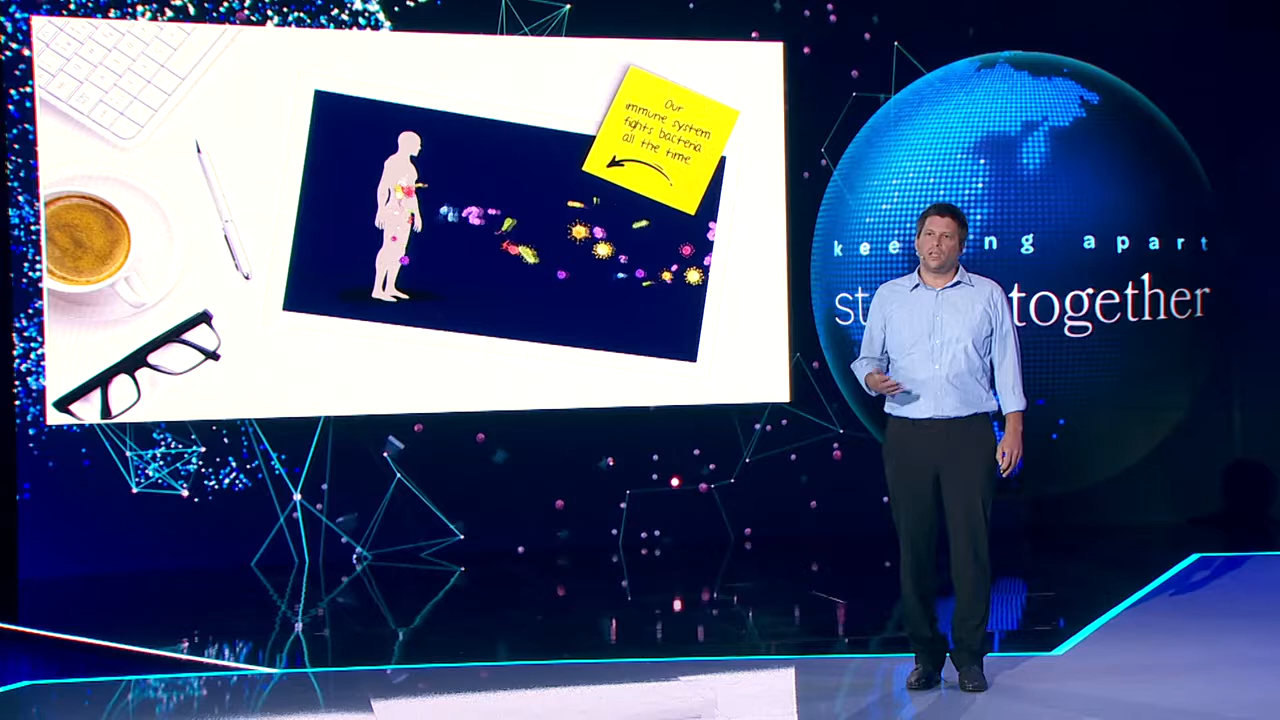 Our
immune system
fights bacteria
all the time
kee ng apart
st together